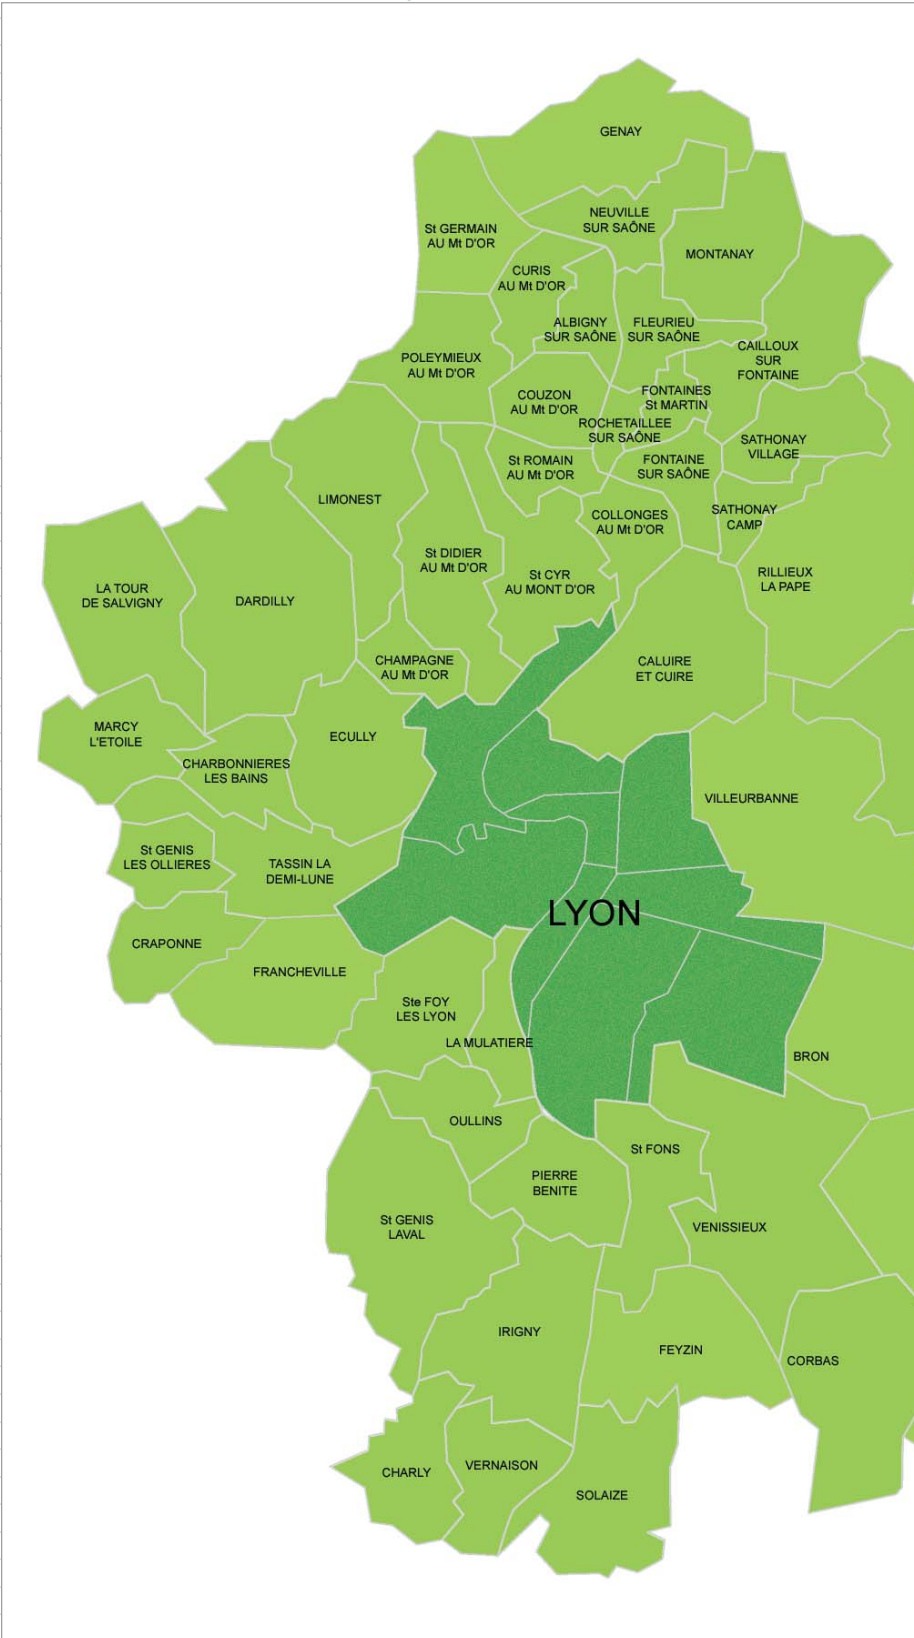 GENAY
NEUVILLE
SUR SAÔNE
St GERMAIN
AU Mt D'OR
MONTANAY
CURIS
AU Mt D'OR
ALBIGNY
SUR SAÔNE
FLEURIEU
SUR SAÔNE
CAILLOUX
SUR
FONTAINE
POLEYMIEUX
AU Mt D'OR
COUZON
AU Mt D'OR
FONTAINES
St MARTIN
ROCHETAILLEE
SUR SAÔNE
SATHONAY
VILLAGE
St ROMAIN
AU Mt D'OR
FONTAINE
SUR SAÔNE
LIMONEST
COLLONGES
AU Mt D'OR
SATHONAY
CAMP
St DIDIER
AU Mt D'OR
St CYR
AU MONT D'OR
RILLIEUX
LA PAPE
LA TOUR
DE SALVIGNY
DARDILLY
CHAMPAGNE
AU Mt D'OR
CALUIRE
ET CUIRE
MARCY
L'ETOILE
ECULLY
CHARBONNIERES
LES BAINS
VILLEURBANNE
St GENIS
LES OLLIERES
TASSIN LA
DEMI-LUNE
LYON
CRAPONNE
FRANCHEVILLE
Ste FOY
LES LYON
LA MULATIERE
BRON
OULLINS
St FONS
PIERRE
BENITE
St GENIS
LAVAL
VENISSIEUX
IRIGNY
FEYZIN
CORBAS
CHARLY
VERNAISON
SOLAIZE